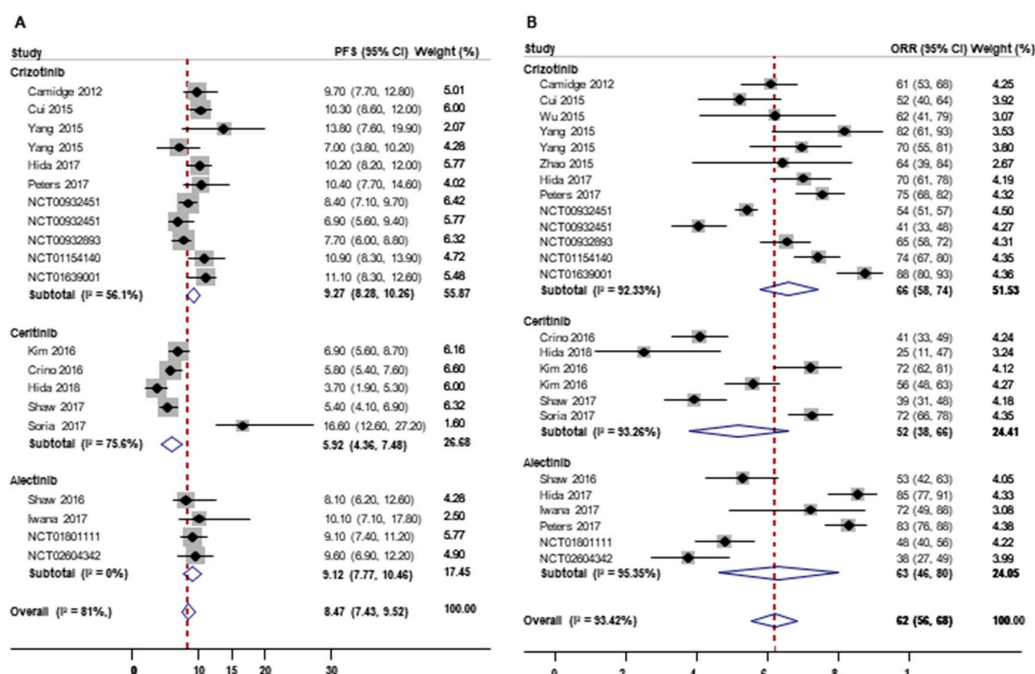 A
Study PFS (95% CI) Weight (%)
Crizotinib
Camidge 2012 9.70 (7.70, 12.80) 5.01
Cui 2015 10.30 (8.60, 12.00) 6.00
Yang 2015 13.80 (7.60, 19.90) 2.07
Yang 2015 7.00 (3.80, 10.20) 4.28
Hida 2017 10.20 (8.20, 12.00) 5.77
Peters 2017 10.40 (7.70, 14.60) 4.02
NCT00932451 8.40 (7.10, 9.70) 6.42
NCT00932451 6.90 (5.60, 9.40) 5.77
NCT00932893 7.70 (6.00, 8.80) 6.32
NCT01154140 10.90 (8.30, 13.90) 4.72
NCT01639001 11.10 (8.30, 12.60) 5.48
Subtotal (I² = 56.1%) 9.27 (8.28, 10.26) 55.87
Ceritinib
Kim 2016 6.90 (5.60, 8.70) 6.16
Crino 2016 5.80 (5.40, 7.60) 6.60
Hida 2018 3.70 (1.90, 5.30) 6.00
Shaw 2017 5.40 (4.10, 6.90) 6.32
Soria 2017 16.60 (12.60, 27.20) 1.60
Subtotal (I² = 75.6%) 5.92 (4.36, 7.48) 26.68
Alectinib
Shaw 2016 8.10 (6.20, 12.60) 4.28
Iwana 2017 10.10 (7.10, 17.80) 2.50
NCT01801111 9.10 (7.40, 11.20) 5.77
NCT02604342 9.60 (6.90, 12.20) 4.90
Subtotal (I² = 0%) 9.12 (7.77, 10.46) 17.45
Overall (I² = 81%,) 8.47 (7.43, 9.52) 100.00
0 10 15 20 30
B
Study ORR (95% CI) Weight (%)
Crizotinib
Camidge 2012 61 (53, 68) 4.25
Cui 2015 52 (40, 64) 3.92
Wu 2015 62 (41, 79) 3.07
Yang 2015 82 (61, 93) 3.53
Yang 2015 70 (55, 81) 3.80
Zhao 2015 64 (39, 84) 2.67
Hida 2017 70 (61, 78) 4.19
Peters 2017 75 (68, 82) 4.32
NCT00932451 54 (51, 57) 4.50
NCT00932451 41 (33, 48) 4.27
NCT00932893 65 (58, 72) 4.31
NCT01154140 74 (67, 80) 4.35
NCT01639001 88 (80, 93) 4.36
Subtotal (I² = 92.33%) 66 (58, 74) 51.53
Ceritinib
Crino 2016 41 (33, 49) 4.24
Hida 2018 25 (11, 47) 3.24
Kim 2016 72 (62, 81) 4.12
Kim 2016 56 (48, 63) 4.27
Shaw 2017 39 (31, 48) 4.18
Soria 2017 72 (66, 78) 4.35
Subtotal (I² = 93.26%) 52 (38, 66) 24.41
Alectinib
Shaw 2016 53 (42, 63) 4.05
Hida 2017 85 (77, 91) 4.33
Iwana 2017 72 (49, 88) 3.08
Peters 2017 83 (76, 88) 4.38
NCT01801111 48 (40, 56) 4.22
NCT02604342 38 (27, 49) 3.99
Subtotal (I² = 95.35%) 63 (46, 80) 24.05
Overall (I² = 93.42%) 62 (56, 68) 100.00